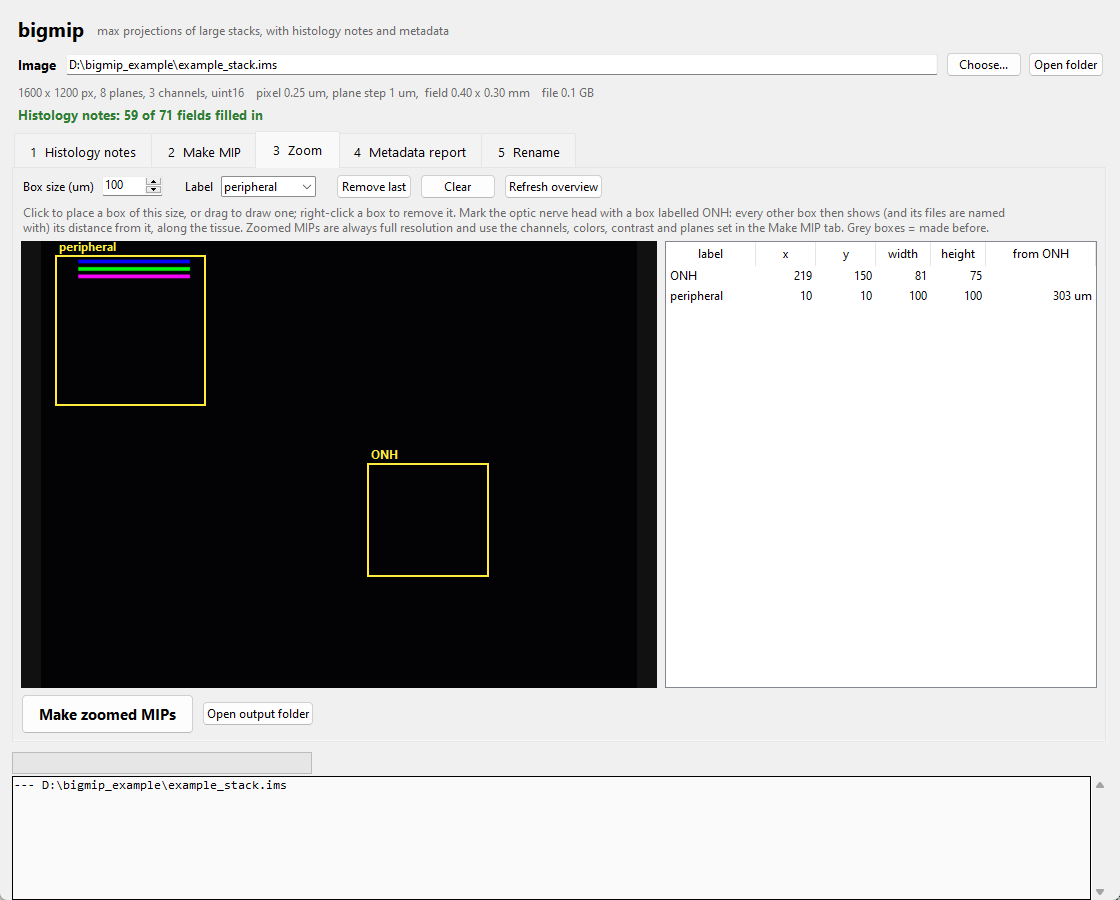 bigmip max projections of large stacks, with histology notes and metadata
Image D:\bigmip_example\example_stack.ims Choose... Open folder
1600 x 1200 px, 8 planes, 3 channels, uint16 pixel 0.25 um, plane step 1 um, field 0.40 x 0.30 mm file 0.1 GB
Histology notes: 59 of 71 fields filled in
1 Histology notes 2 Make MIP 3 Zoom 4 Metadata report 5 Rename
Box size (um) 100 Label peripheral Remove last Clear Refresh overview
Click to place a box of this size, or drag to draw one; right-click a box to remove it. Mark the optic nerve head with a box labelled ONH: every other box then shows (and its files are named
with) its distance from it, along the tissue. Zoomed MIPs are always full resolution and use the channels, colors, contrast and planes set in the Make MIP tab. Grey boxes = made before.
peripheral
ONH
label x y width height from ONH
ONH 219 150 81 75
peripheral 10 10 100 100 303 um
Make zoomed MIPs Open output folder
--- D:\bigmip_example\example_stack.ims